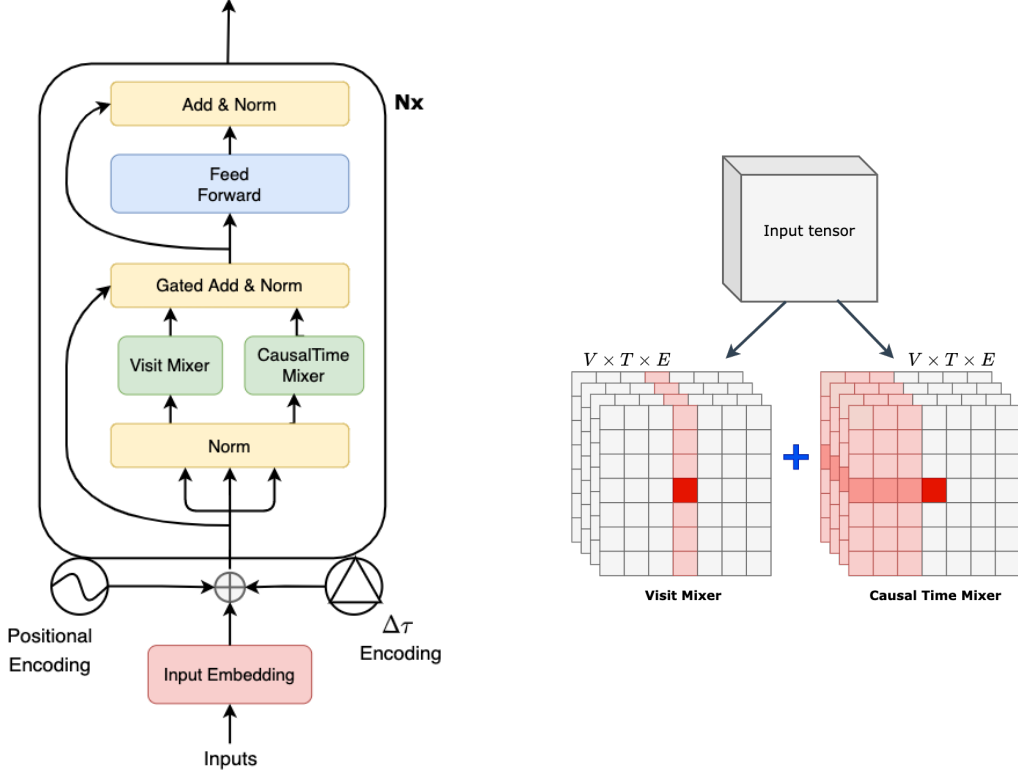 Add & Norm
Nx
Feed
Forward
Gated Add & Norm
Visit Mixer
CausalTime
Mixer
Norm
Positional
Encoding
Δτ
Encoding
Input Embedding
Inputs
Input tensor
V × T × E
V × T × E
Visit Mixer
Causal Time Mixer